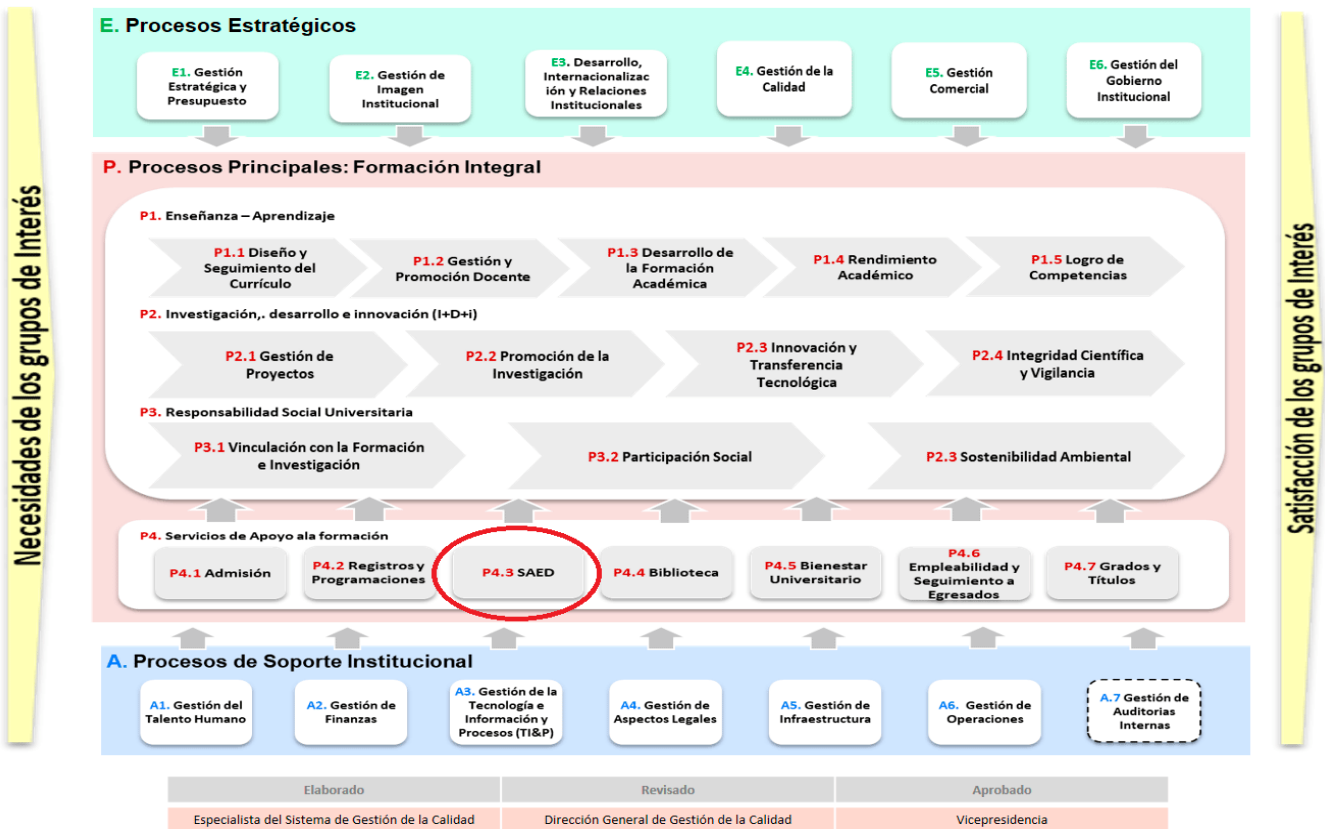 Necesidades de los grupos de Interés
E. Procesos Estratégicos
E1. Gestión
Estratégica y
Presupuesto
E2. Gestión de
Imagen
Institucional
E3. Desarrollo,
Internacionalizac
ión y Relaciones
Institucionales
E4. Gestión de la
Calidad
E5. Gestión
Comercial
E6. Gestión del
Gobierno
Institucional
P. Procesos Principales: Formación Integral
P1. Enseñanza – Aprendizaje
P1.1 Diseño y
Seguimiento del
Currículo
P1.2 Gestión y
Promoción Docente
P1.3 Desarrollo de
la Formación
Académica
P1.4 Rendimiento
Académico
P1.5 Logro de
Competencias
P2. Investigación,. desarrollo e innovación (I+D+i)
P2.1 Gestión de
Proyectos
P2.2 Promoción de la
Investigación
P2.3 Innovación y
Transferencia
Tecnológica
P2.4 Integridad Científica
y Vigilancia
P3. Responsabilidad Social Universitaria
P3.1 Vinculación con la Formación
e Investigación
P3.2 Participación Social
P2.3 Sostenibilidad Ambiental
P4. Servicios de Apoyo ala formación
P4.1 Admisión
P4.2 Registros y
Programaciones
P4.3 SAED
P4.4 Biblioteca
P4.5 Bienestar
Universitario
P4.6
Empleabilidad y
Seguimiento a
Egresados
P4.7 Grados y
Títulos
A. Procesos de Soporte Institucional
A1. Gestión del
Talento Humano
A2. Gestión de
Finanzas
A3. Gestión de la
Tecnología e
Información y
Procesos (TI&P)
A4. Gestión de
Aspectos Legales
A5. Gestión de
Infraestructura
A6. Gestión de
Operaciones
A.7 Gestión de
Auditorias
Internas
Satisfacción de los grupos de Interés
Elaborado
Revisado
Aprobado
Especialista del Sistema de Gestión de la Calidad
Dirección General de Gestión de la Calidad
Vicepresidencia